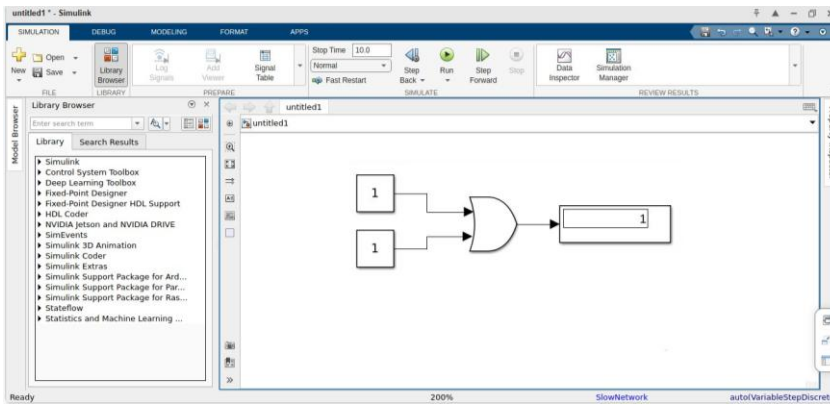 untitled1 * - Simulink
SIMULATION DEBUG MODELING FORMAT APPS
New
Open
Save
FILE
Library
Browser
LIBRARY
Log
Signals
Add
Viewer
Signal
Table
PREPARE
Stop Time 10.0
Normal
Fast Restart
Step
Back
Run
Step
Forward
Stop
SIMULATE
Data
Inspector
Simulation
Manager
REVIEW RESULTS
Model Browser
Library Browser
Enter search term
Library Search Results
Simulink
Control System Toolbox
Deep Learning Toolbox
Fixed-Point Designer
Fixed-Point Designer HDL Support
HDL Coder
NVIDIA Jetson and NVIDIA DRIVE
SimEvents
Simulink 3D Animation
Simulink Coder
Simulink Extras
Simulink Support Package for Ard...
Simulink Support Package for Par...
Simulink Support Package for Ras...
Stateflow
Statistics and Machine Learning ...
untitled1
untitled1
1
1
1
Ready 200% SlowNetwork auto(VariableStepDiscret